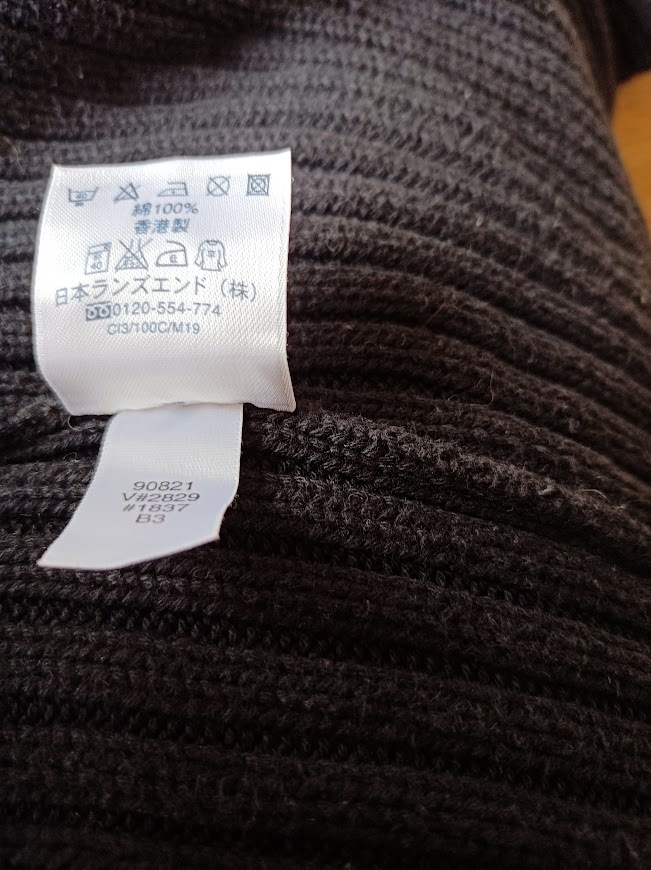 綿100%
香港製
日本ランズエンド（株）
0120-554-774
CI3/100C/M19
90821
V#2829
#1837
B3